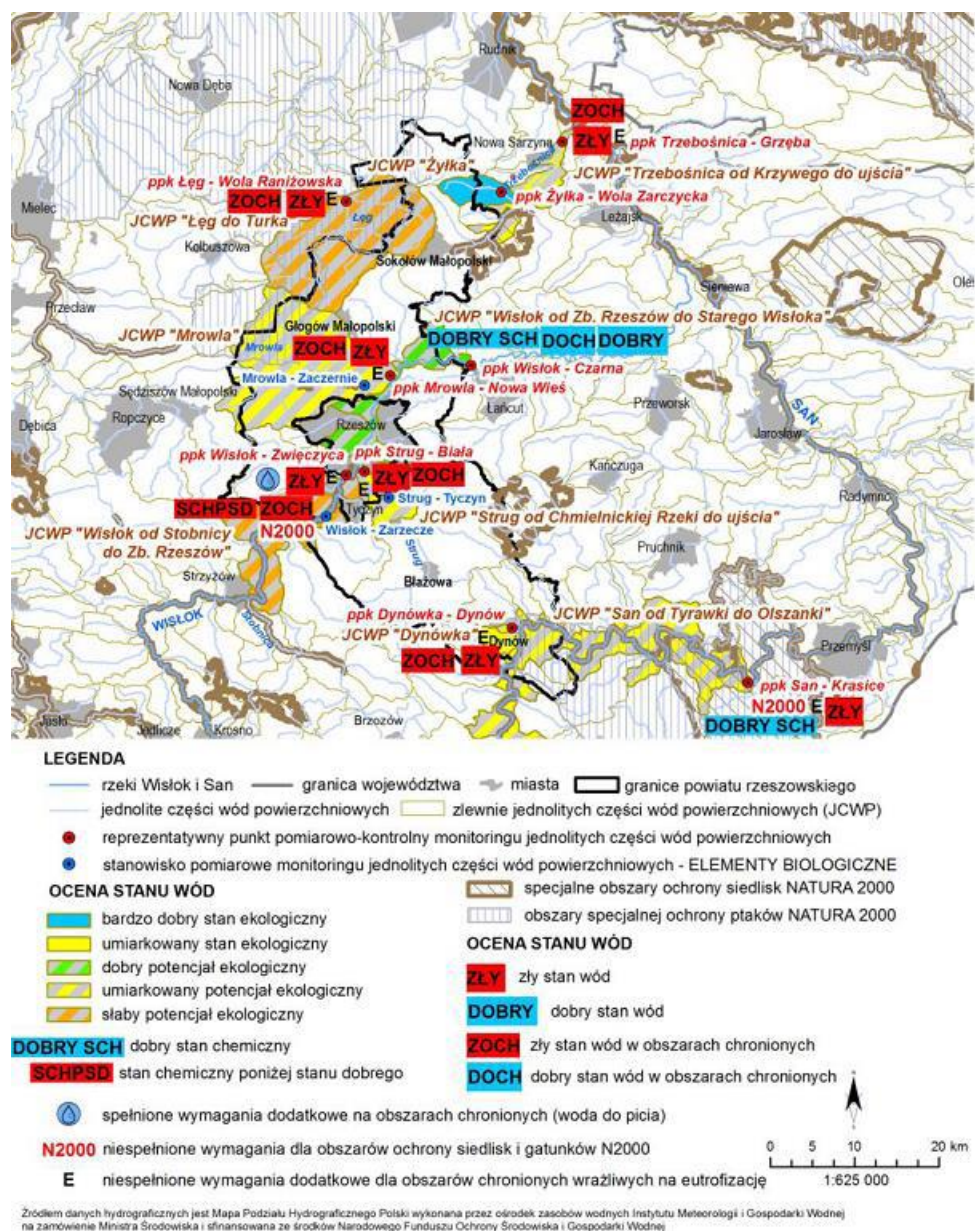 Rudnik
Nowa Dęba
ZOCH
Nowa Sarzyna
ZŁY E
ppk Trzebośnica - Grzęba
JCWP "Żyłka"
Trzebośnica
JCWP "Trzebośnica od Krzywego do ujścia"
ppk Łęg - Wola Raniżowska
ZOCH ZŁY E
ppk Żyłka - Wola Zarczycka
Mielec
JCWP "Łęg do Turka"
Łęg
Leżajsk
Kolbuszowa
Sokołów Małopolski
Przecław
Sieniewa
JCWP "Wisłok od Zb. Rzeszów do Starego Wisłoka"
JCWP "Mrowla"
Głogów Małopolski
DOBRY SCH DOCH DOBRY
Mrowla
ZOCH ZŁY
E
ppk Wisłok - Czarna
Mrowla - Zaczernie
ppk Mrowla - Nowa Wieś
Sędziszów Małopolski
Łańcut
Przeworsk
SAN
Ropczyce
Dębica
Rzeszów
Jarosław
ppk Wisłok - Zwięczyca
ppk Strug - Biała
Kańczuga
ZŁY E
E
ZŁY ZOCH
Radymno
Strug - Tyczyn
SCHPSD ZOCH
Tyczyn
JCWP "Strug od Chmielnickiej Rzeki do ujścia"
N2000
Wisłok - Zarzecze
JCWP "Wisłok od Stobnicy
do Zb. Rzeszów"
Strug
Pruchnik
Strzyżów
Błażowa
WISŁOK
Stobnica
ppk Dynówka - Dynów
JCWP "San od Tyrawki do Olszanki"
JCWP "Dynówka"
E
Dynów
Przemyśl
ZOCH ZŁY
ppk San - Krasice
N2000 E ZŁY
DOBRY SCH
Jasło
Jedlicze
Krosno
Brzozów
LEGENDA
rzeki Wisłok i San
granica województwa
miasta
granice powiatu rzeszowskiego
jednolite części wód powierzchniowych
zlewnie jednolitych części wód powierzchniowych (JCWP)
reprezentatywny punkt pomiarowo-kontrolny monitoringu jednolitych części wód powierzchniowych
stanowisko pomiarowe monitoringu jednolitych części wód powierzchniowych - ELEMENTY BIOLOGICZNE
OCENA STANU WÓD
bardzo dobry stan ekologiczny
umiarkowany stan ekologiczny
dobry potencjał ekologiczny
umiarkowany potencjał ekologiczny
słaby potencjał ekologiczny
DOBRY SCH dobry stan chemiczny
SCHPSD stan chemiczny poniżej stanu dobrego
specjalne obszary ochrony siedlisk NATURA 2000
obszary specjalnej ochrony ptaków NATURA 2000
OCENA STANU WÓD
ZŁY zły stan wód
DOBRY dobry stan wód
ZOCH zły stan wód w obszarach chronionych
DOCH dobry stan wód w obszarach chronionych
spełnione wymagania dodatkowe na obszarach chronionych (woda do picia)
N2000 niespełnione wymagania dla obszarów ochrony siedlisk i gatunków N2000
E niespełnione wymagania dodatkowe dla obszarów chronionych wrażliwych na eutrofizację
0 5 10 20 km
1:625 000
Źródłem danych hydrograficznych jest Mapa Podziału Hydrograficznego Polski wykonana przez ośrodek zasobów wodnych Instytutu Meteorologii i Gospodarki Wodnej
na zamówienie Ministra Środowiska i sfinansowana ze środków Narodowego Funduszu Ochrony Środowiska i Gospodarki Wodnej